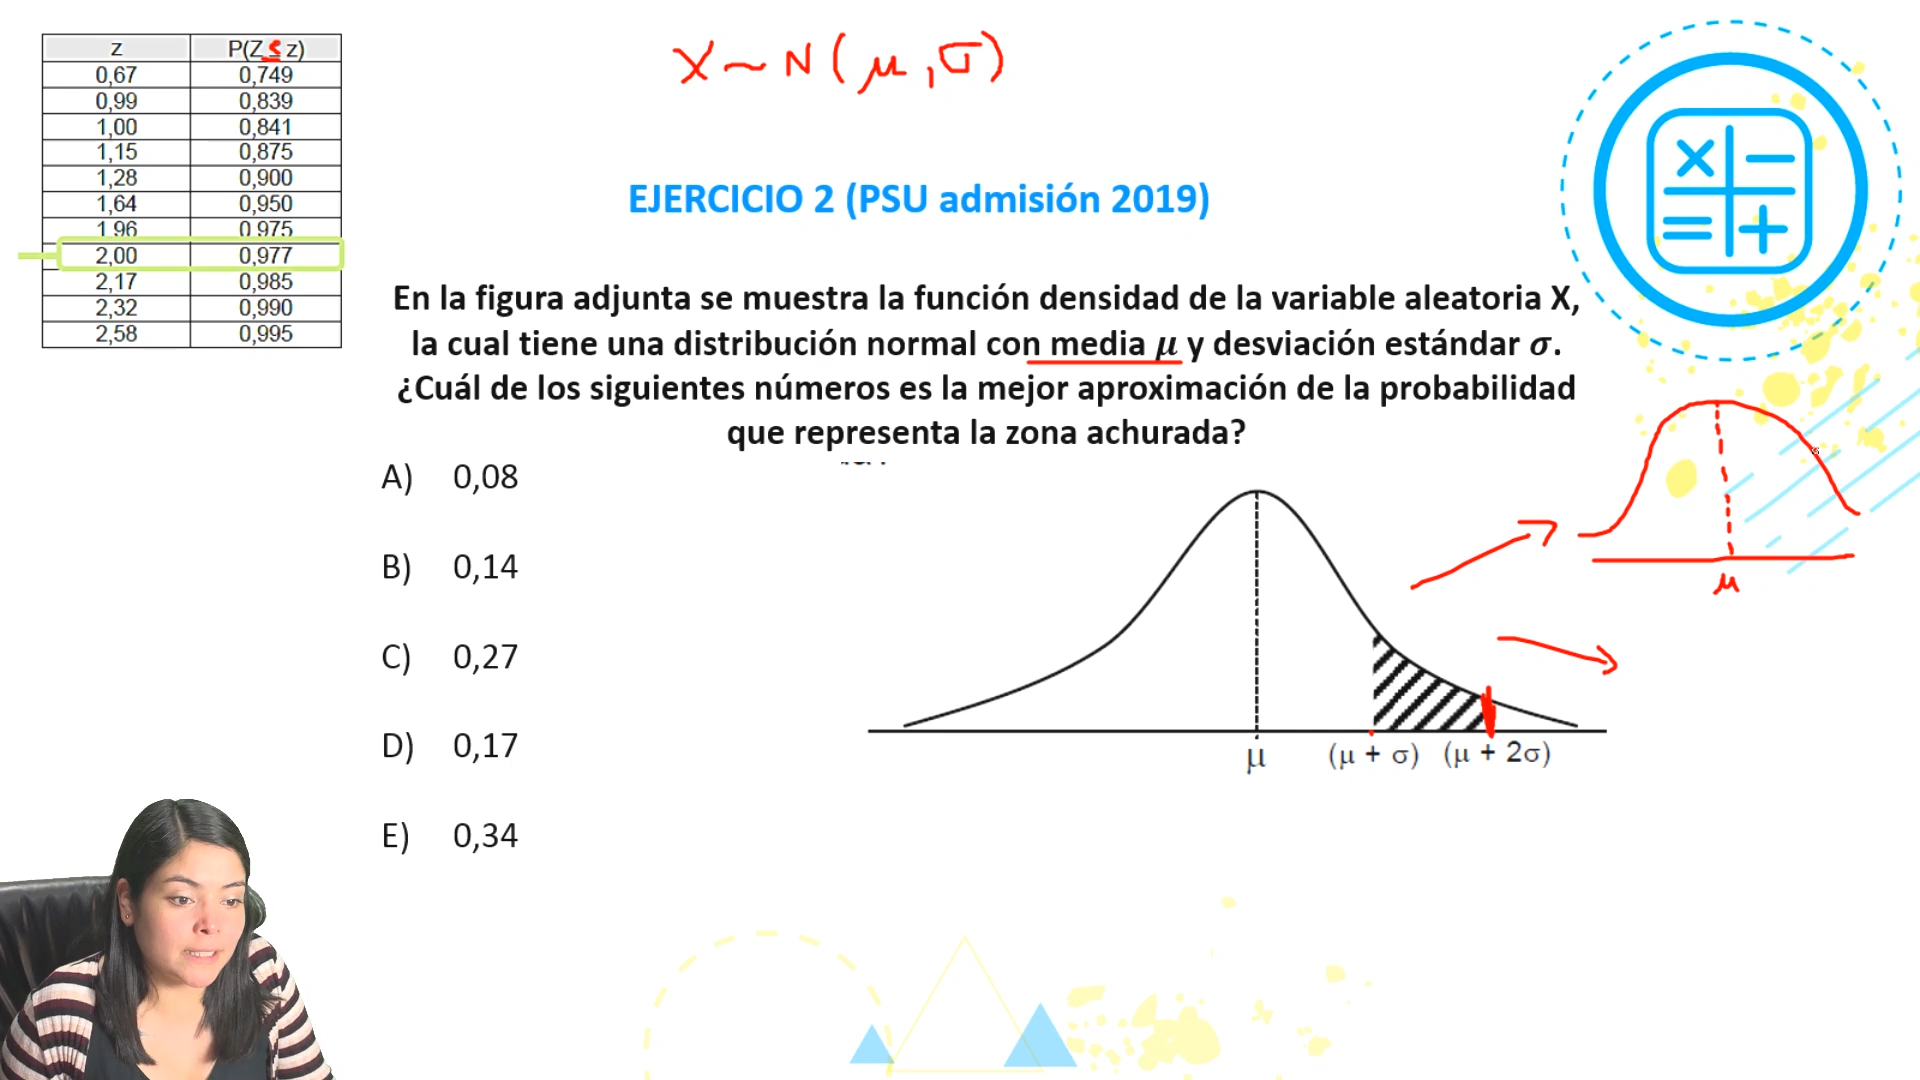 z P(Z ≤ z)
0,67 0,749
0,99 0,839
1,00 0,841
1,15 0,875
1,28 0,900
1,64 0,950
1,96 0,975
2,00 0,977
2,17 0,985
2,32 0,990
2,58 0,995
X ~ N(μ, σ)
EJERCICIO 2 (PSU admisión 2019)
En la figura adjunta se muestra la función densidad de la variable aleatoria X,
la cual tiene una distribución normal con media μ y desviación estándar σ.
¿Cuál de los siguientes números es la mejor aproximación de la probabilidad
que representa la zona achurada?
A) 0,08
B) 0,14
C) 0,27
D) 0,17
E) 0,34
μ (μ + σ) (μ + 2σ)
μ